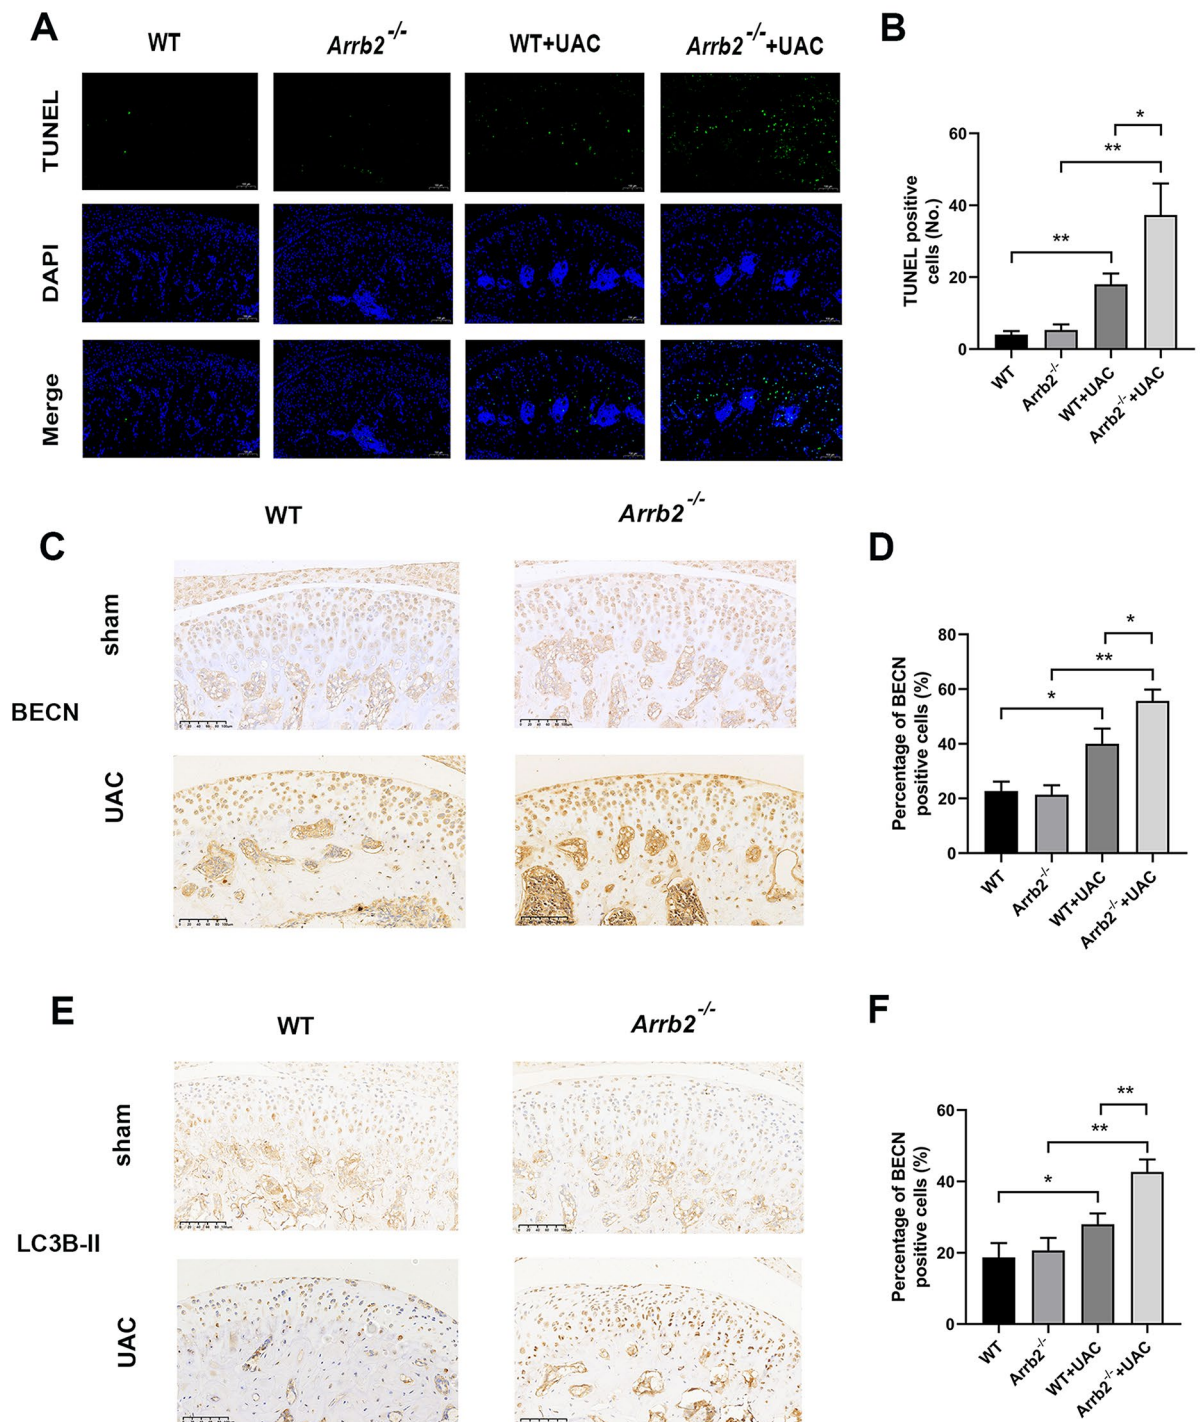 A
WT
Arrb2-/-
WT+UAC
Arrb2-/-+UAC
TUNEL
DAPI
Merge
B
TUNEL positive
cells (No.)
60
40
20
0
*
**
**
WT
Arrb2-/-
WT+UAC
Arrb2-/-+UAC
C
WT
Arrb2-/-
BECN
sham
UAC
D
Percentage of BECN
positive cells (%)
80
60
40
20
0
*
**
*
WT
Arrb2-/-
WT+UAC
Arrb2-/-+UAC
E
WT
Arrb2-/-
LC3B-II
sham
UAC
F
Percentage of BECN
positive cells (%)
60
40
20
0
**
**
*
WT
Arrb2-/-
WT+UAC
Arrb2-/-+UAC